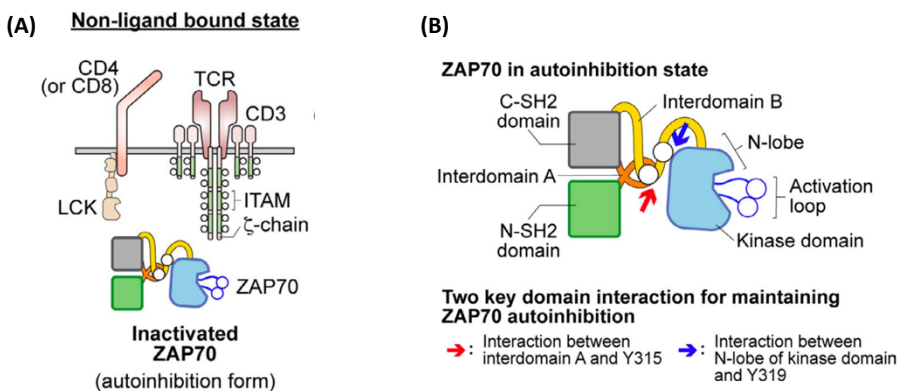 (A)
Non-ligand bound state
CD4
(or CD8)
TCR
CD3
LCK
ITAM
ζ-chain
ZAP70
Inactivated
ZAP70
(autoinhibition form)
(B)
ZAP70 in autoinhibition state
C-SH2
domain
Interdomain B
N-lobe
Interdomain A
Activation
loop
N-SH2
domain
Kinase domain
Two key domain interaction for maintaining
ZAP70 autoinhibition
: Interaction between
interdomain A and Y315
: Interaction between
N-lobe of kinase domain
and Y319